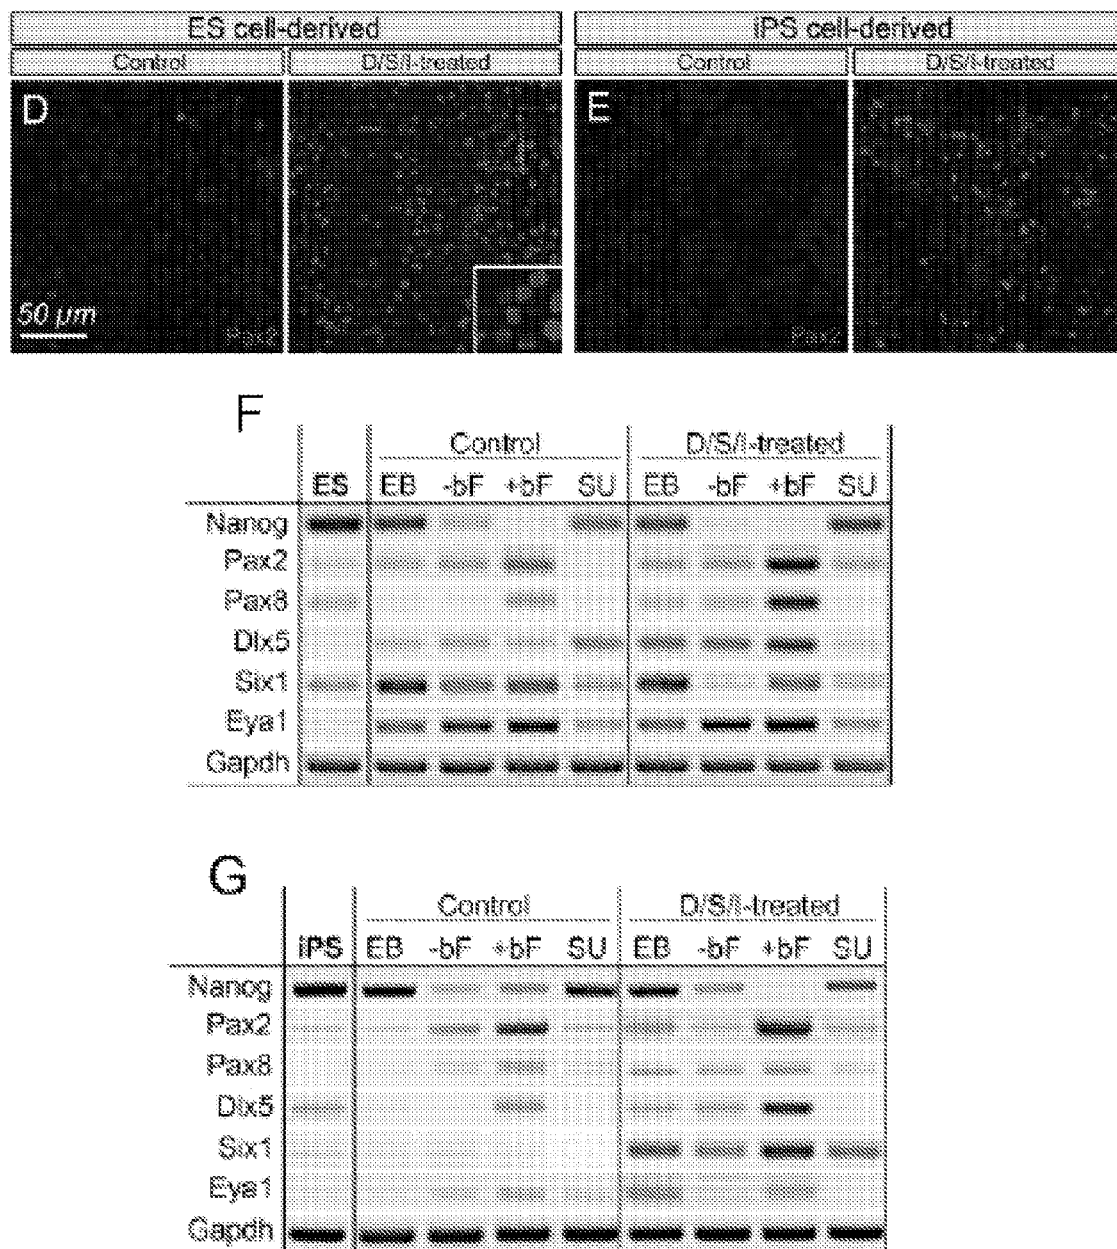 ES cell-derived iPS cell-derived
Control D/S/I-treated Control D/S/I-treated
D E
50 µm
Pax2 Pax2
F
Control D/S/I-treated
ES EB -bF +bF SU EB -bF +bF SU
Nanog
Pax2
Pax8
Dlx5
Six1
Eya1
Gapdh
G
Control D/S/I-treated
iPS EB -bF +bF SU EB -bF +bF SU
Nanog
Pax2
Pax8
Dlx5
Six1
Eya1
Gapdh